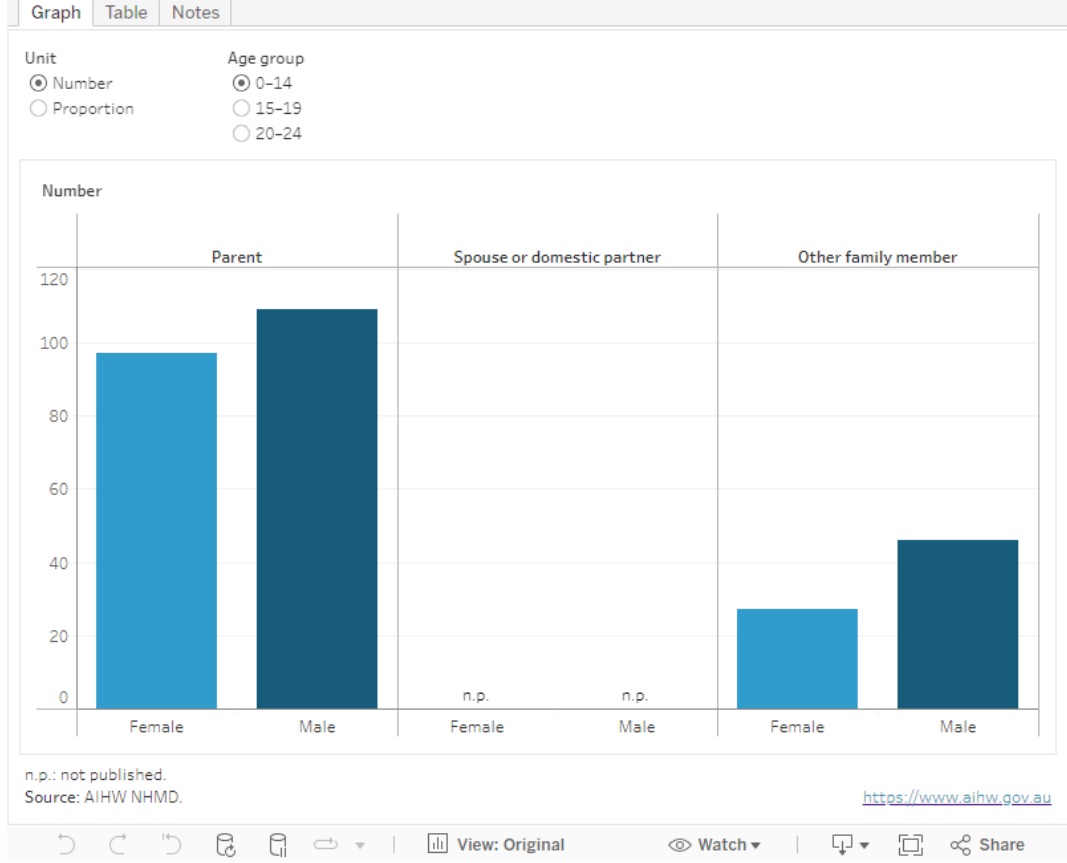 Graph Table Notes
Unit Age group
Number 0–14
Proportion 15–19
20–24
Number
Parent Spouse or domestic partner Other family member
120
100
80
60
40
20
0 n.p. n.p.
Female Male Female Male Female Male
n.p.: not published.
Source: AIHW NHMD. https://www.aihw.gov.au
View: Original Watch Share